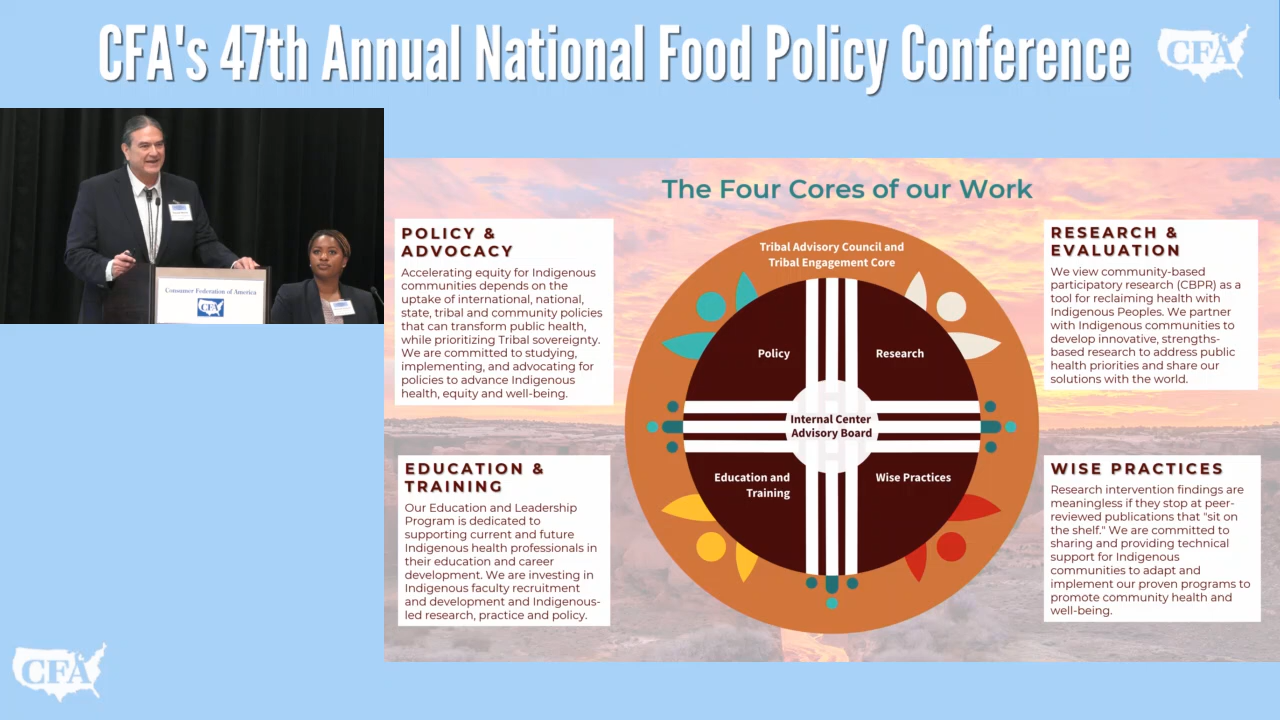 CFA's 47th Annual National Food Policy Conference
CFA
Consumer Federation of America
CFA
The Four Cores of our Work
POLICY &
ADVOCACY
Accelerating equity for Indigenous
communities depends on the
uptake of international, national,
state, tribal and community policies
that can transform public health,
while prioritizing Tribal sovereignty.
We are committed to studying,
implementing, and advocating for
policies to advance Indigenous
health, equity and well-being.
EDUCATION &
TRAINING
Our Education and Leadership
Program is dedicated to
supporting current and future
Indigenous health professionals in
their education and career
development. We are investing in
Indigenous faculty recruitment
and development and Indigenous-
led research, practice and policy.
Tribal Advisory Council and
Tribal Engagement Core
Policy
Research
Internal Center
Advisory Board
Education and
Training
Wise Practices
RESEARCH &
EVALUATION
We view community-based
participatory research (CBPR) as a
tool for reclaiming health with
Indigenous Peoples. We partner
with Indigenous communities to
develop innovative, strengths-
based research to address public
health priorities and share our
solutions with the world.
WISE PRACTICES
Research intervention findings are
meaningless if they stop at peer-
reviewed publications that "sit on
the shelf." We are committed to
sharing and providing technical
support for Indigenous
communities to adapt and
implement our proven programs to
promote community health and
well-being.
CFA